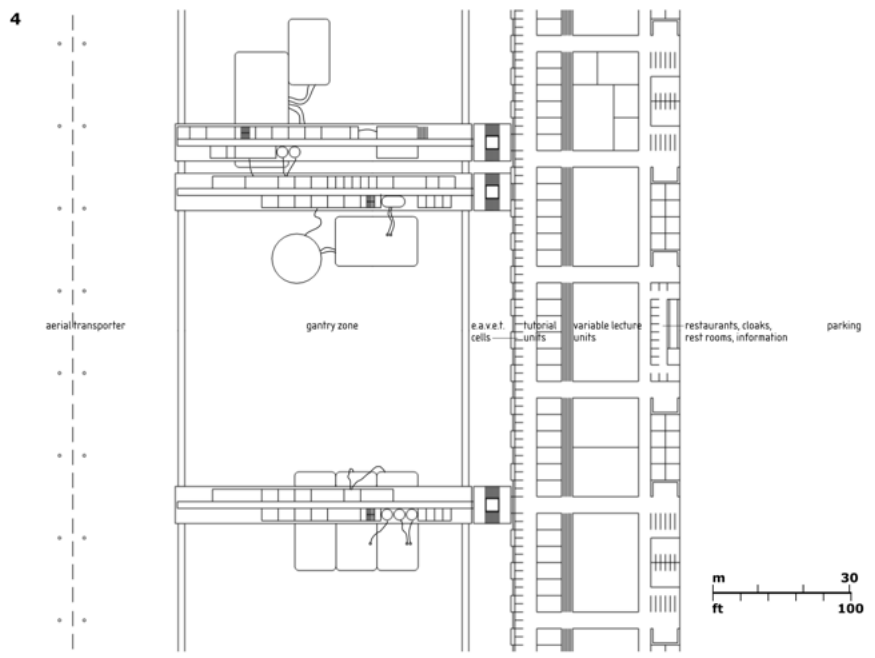 4
aerial transporter
gantry zone
e.a.v.e.t.
cells
tutorial
units
variable lecture
units
restaurants, cloaks,
rest rooms, information
parking
m 30
ft 100